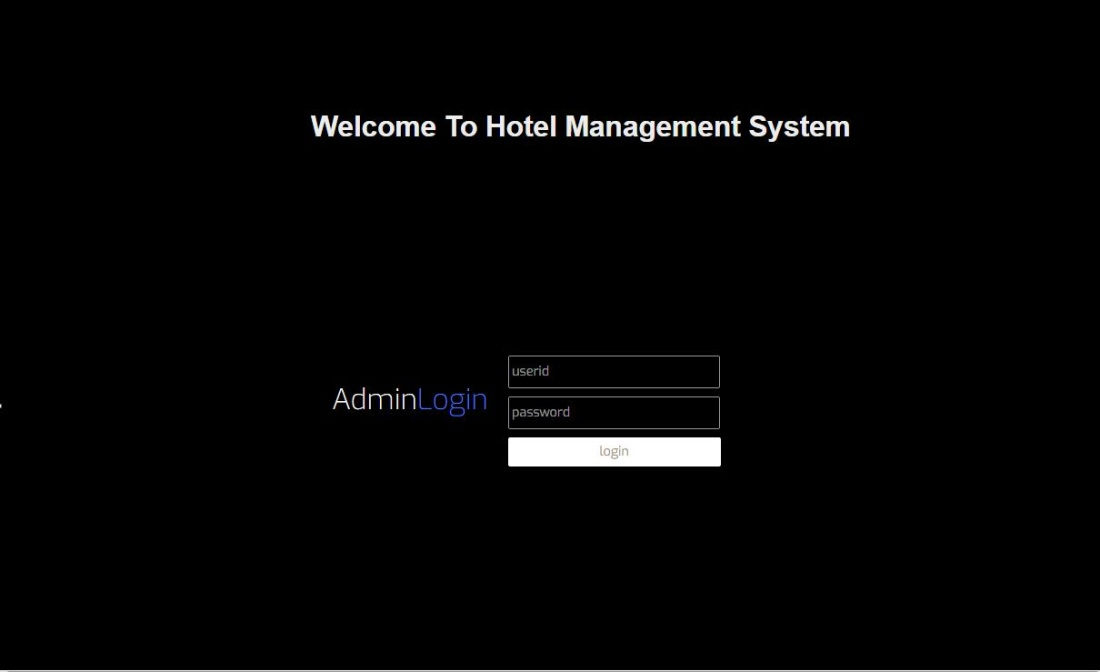 Welcome To Hotel Management System
userid
AdminLogin
password
login